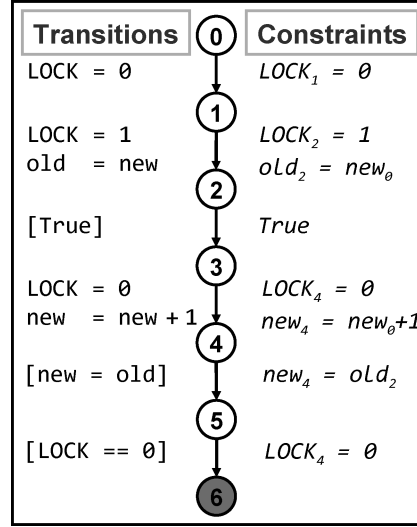 Transitions 0 Constraints
LOCK = 0 LOCK₁ = 0
1
LOCK = 1 LOCK₂ = 1
old = new old₂ = new₀
2
[True] True
3
LOCK = 0 LOCK₄ = 0
new = new + 1 new₄ = new₀+1
4
[new = old] new₄ = old₂
5
[LOCK == 0] LOCK₄ = 0
6